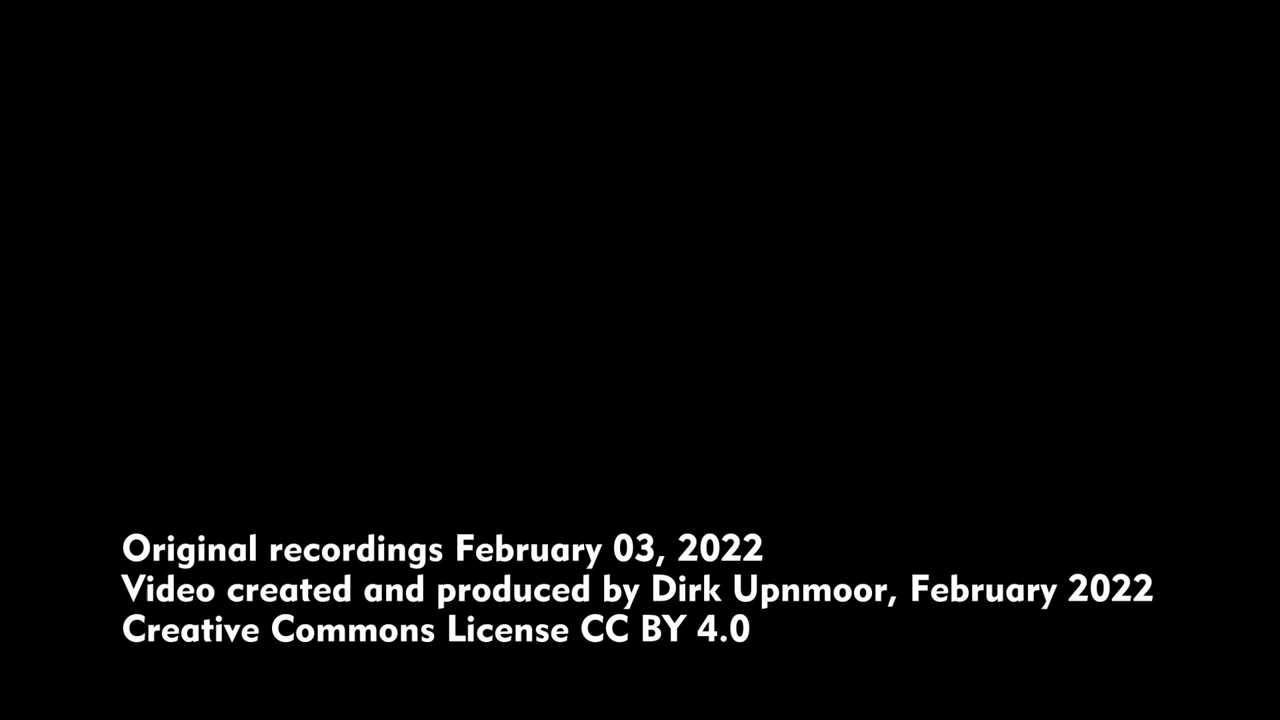 Original recordings February 03, 2022
Video created and produced by Dirk Upnmoor, February 2022
Creative Commons License CC BY 4.0